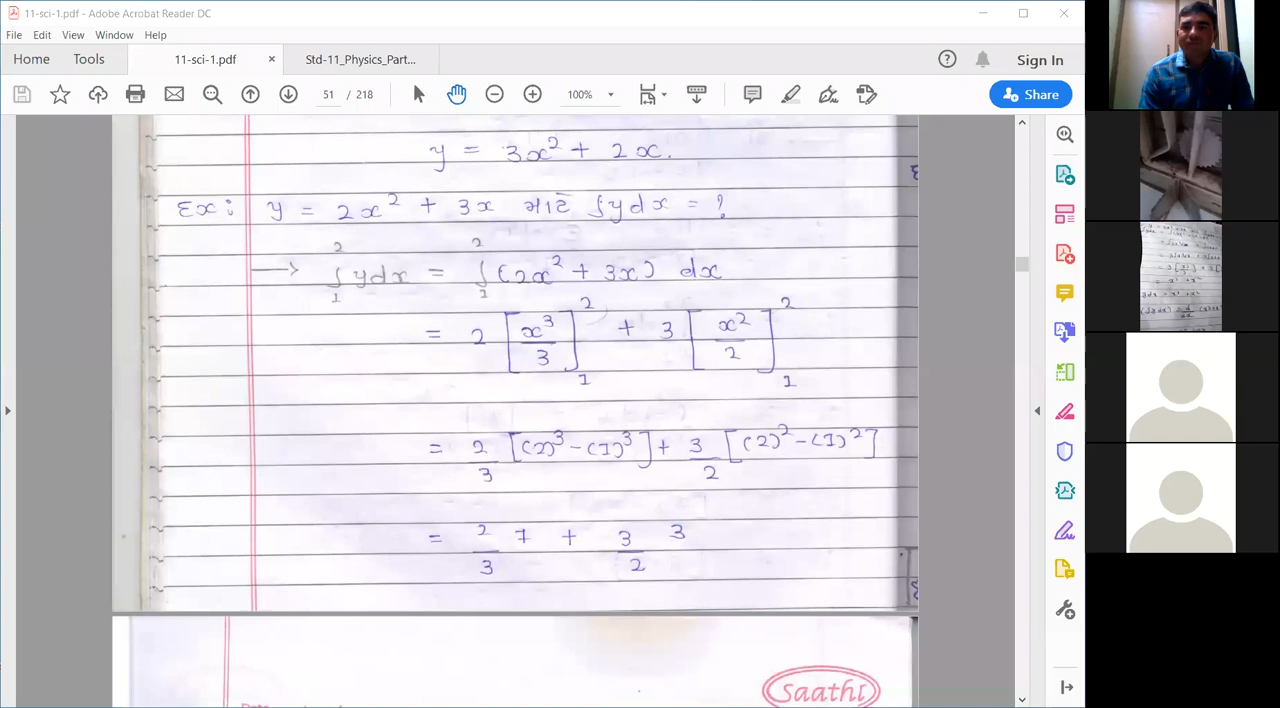 11-sci-1.pdf - Adobe Acrobat Reader DC
File Edit View Window Help
Home Tools 11-sci-1.pdf × Std-11_Physics_Part... Sign In
51 / 218 100% Share
y = 3x² + 2x.
Ex: y = 2x² + 3x માટે ∫ydx = ?
→ ∫₁² ydx = ∫₁² (2x² + 3x) dx
= 2 [x³/3]₁² + 3 [x²/2]₁²
= 2/3 [(2)³-(1)³] + 3/2 [(2)²-(1)²]
= 2/3 7 + 3/2 3
Saathi